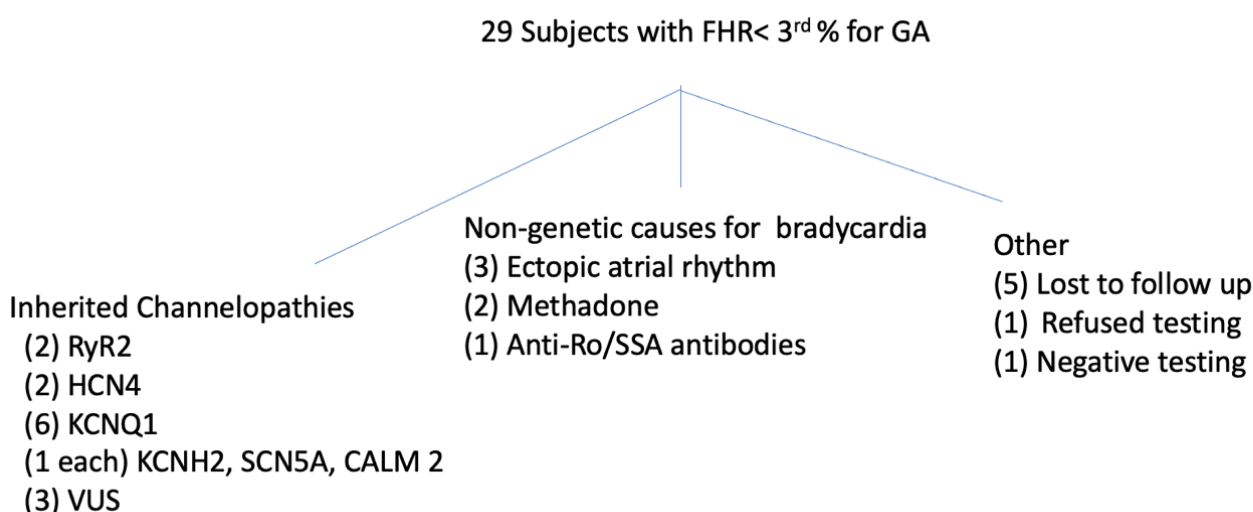 29 Subjects with FHR< 3rd % for GA
Non-genetic causes for bradycardia
(3) Ectopic atrial rhythm
(2) Methadone
(1) Anti-Ro/SSA antibodies
Other
(5) Lost to follow up
(1) Refused testing
(1) Negative testing
Inherited Channelopathies
(2) RyR2
(2) HCN4
(6) KCNQ1
(1 each) KCNH2, SCN5A, CALM 2
(3) VUS